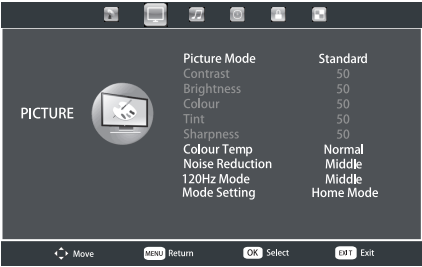 PICTURE
Picture Mode Standard
Contrast 50
Brightness 50
Colour 50
Tint 50
Sharpness 50
Colour Temp Normal
Noise Reduction Middle
120Hz Mode Middle
Mode Setting Home Mode
Move MENU Return OK Select EXIT Exit